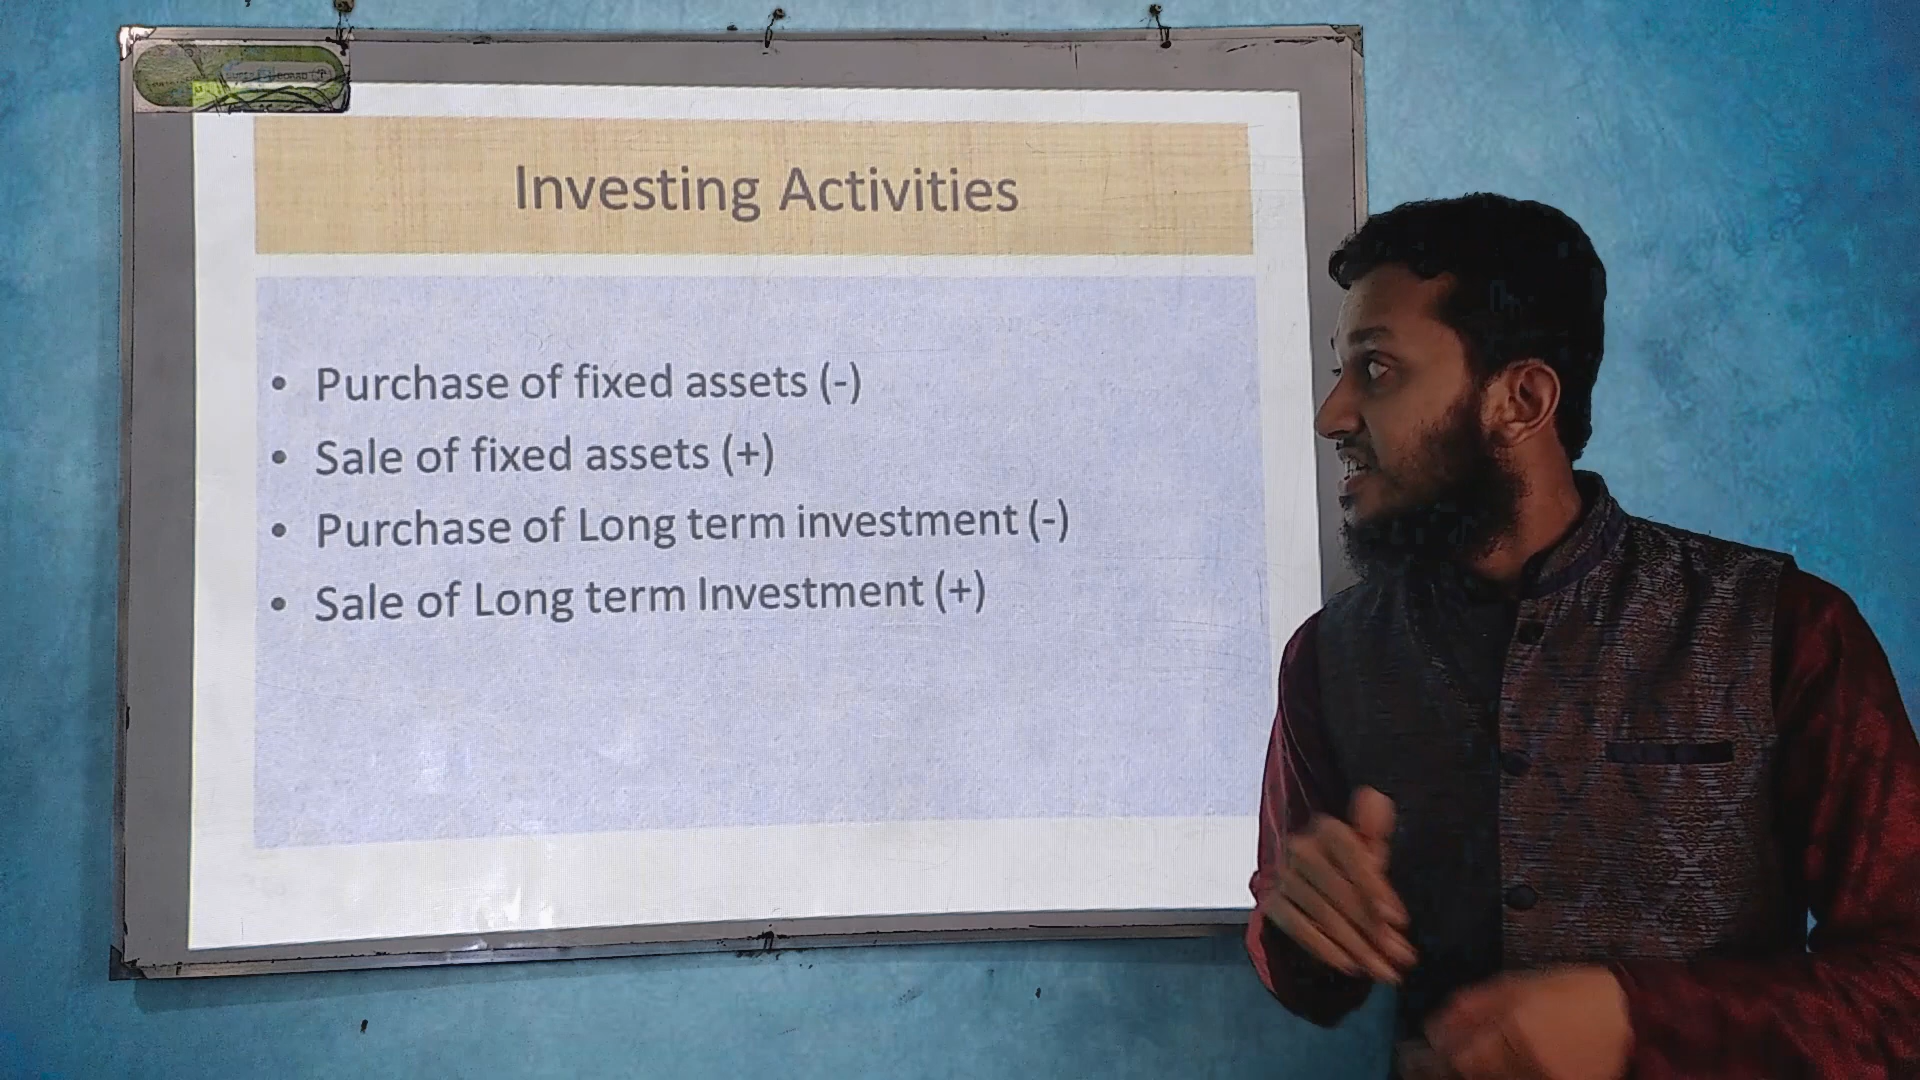 Investing Activities
• Purchase of fixed assets (-)
• Sale of fixed assets (+)
• Purchase of Long term investment (-)
• Sale of Long term Investment (+)